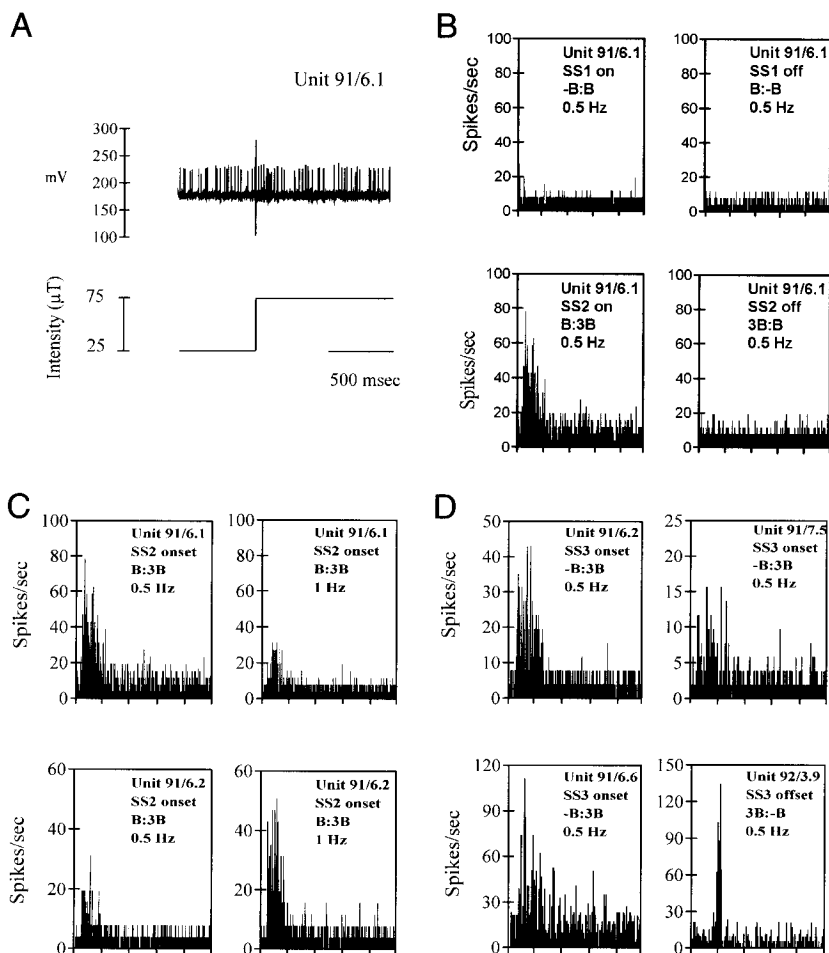 A
Unit 91/6.1
300
250
mV
200
150
100
Intensity (µT)
75
25
500 msec
B
Spikes/sec
100
80
60
40
20
0
Unit 91/6.1
SS1 on
-B:B
0.5 Hz
100
80
60
40
20
0
Unit 91/6.1
SS1 off
B:-B
0.5 Hz
Spikes/sec
100
80
60
40
20
0
Unit 91/6.1
SS2 on
B:3B
0.5 Hz
100
80
60
40
20
0
Unit 91/6.1
SS2 off
3B:B
0.5 Hz
C
Spikes/sec
100
80
60
40
20
0
Unit 91/6.1
SS2 onset
B:3B
0.5 Hz
100
80
60
40
20
0
Unit 91/6.1
SS2 onset
B:3B
1 Hz
Spikes/sec
60
40
20
0
Unit 91/6.2
SS2 onset
B:3B
0.5 Hz
60
40
20
0
Unit 91/6.2
SS2 onset
B:3B
1 Hz
D
Spikes/sec
50
40
30
20
10
0
Unit 91/6.2
SS3 onset
-B:3B
0.5 Hz
25
20
15
10
5
0
Unit 91/7.5
SS3 onset
-B:3B
0.5 Hz
Spikes/sec
120
90
60
30
0
Unit 91/6.6
SS3 onset
-B:3B
0.5 Hz
150
120
90
60
30
0
Unit 92/3.9
SS3 offset
3B:-B
0.5 Hz